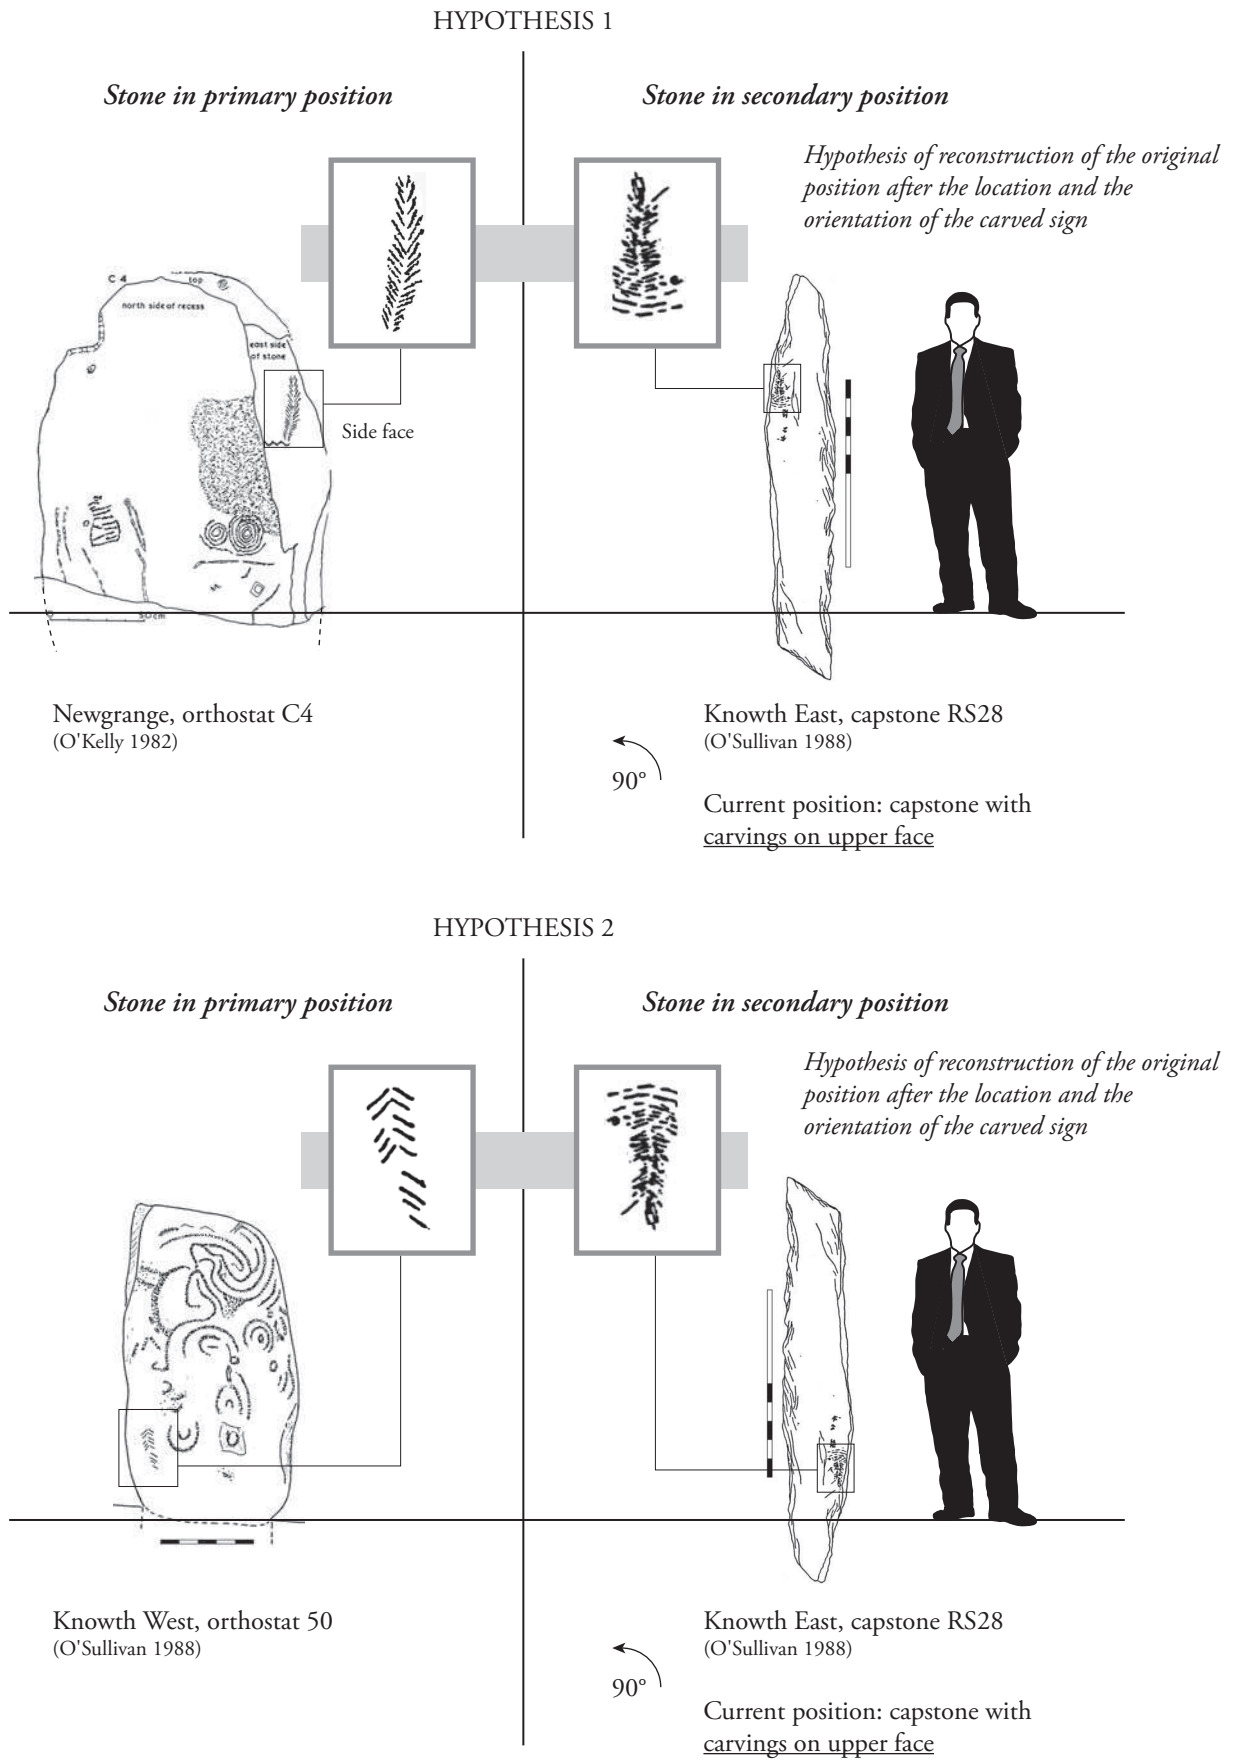 HYPOTHESIS 1
Stone in primary position
Stone in secondary position
Hypothesis of reconstruction of the original
position after the location and the
orientation of the carved sign
C 4
top
north side of recess
east side
of stone
Side face
50cm
Newgrange, orthostat C4
(O'Kelly 1982)
Knowth East, capstone RS28
(O'Sullivan 1988)
90°
Current position: capstone with
carvings on upper face
HYPOTHESIS 2
Stone in primary position
Stone in secondary position
Hypothesis of reconstruction of the original
position after the location and the
orientation of the carved sign
Knowth West, orthostat 50
(O'Sullivan 1988)
Knowth East, capstone RS28
(O'Sullivan 1988)
90°
Current position: capstone with
carvings on upper face